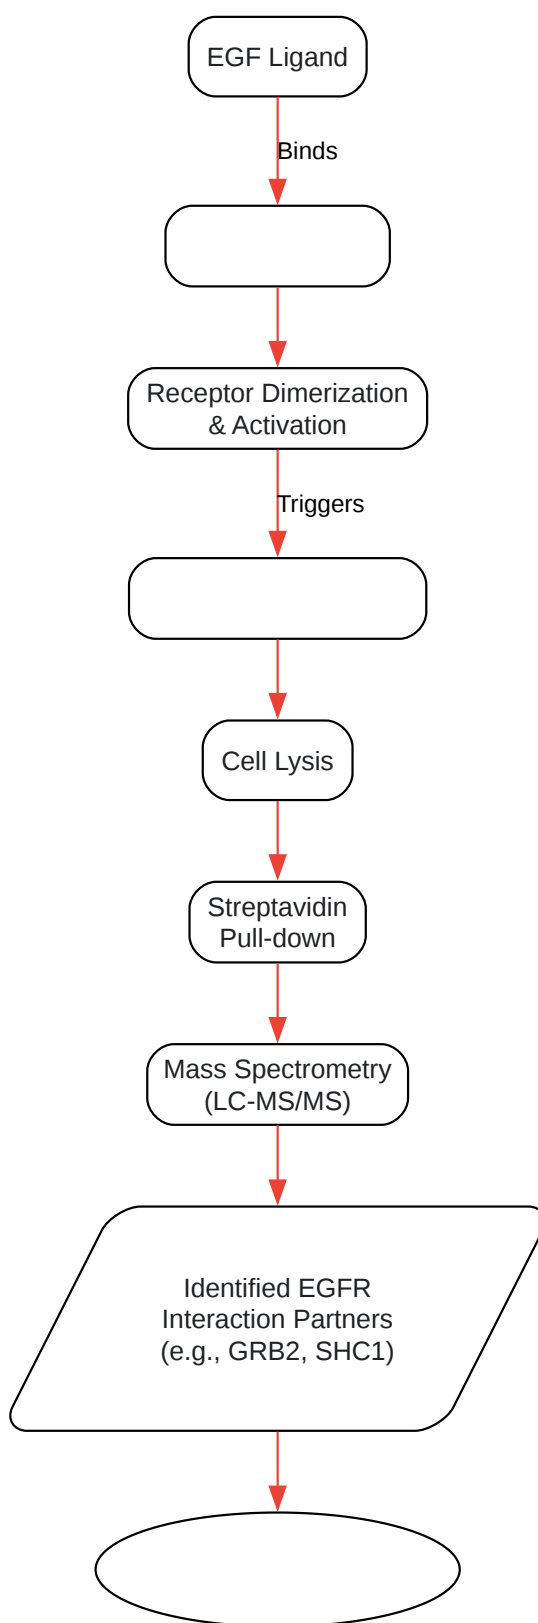 EGF Ligand
Binds
Receptor Dimerization
& Activation
Triggers
Cell Lysis
Streptavidin
Pull-down
Mass Spectrometry
(LC-MS/MS)
Identified EGFR
Interaction Partners
(e.g., GRB2, SHC1)